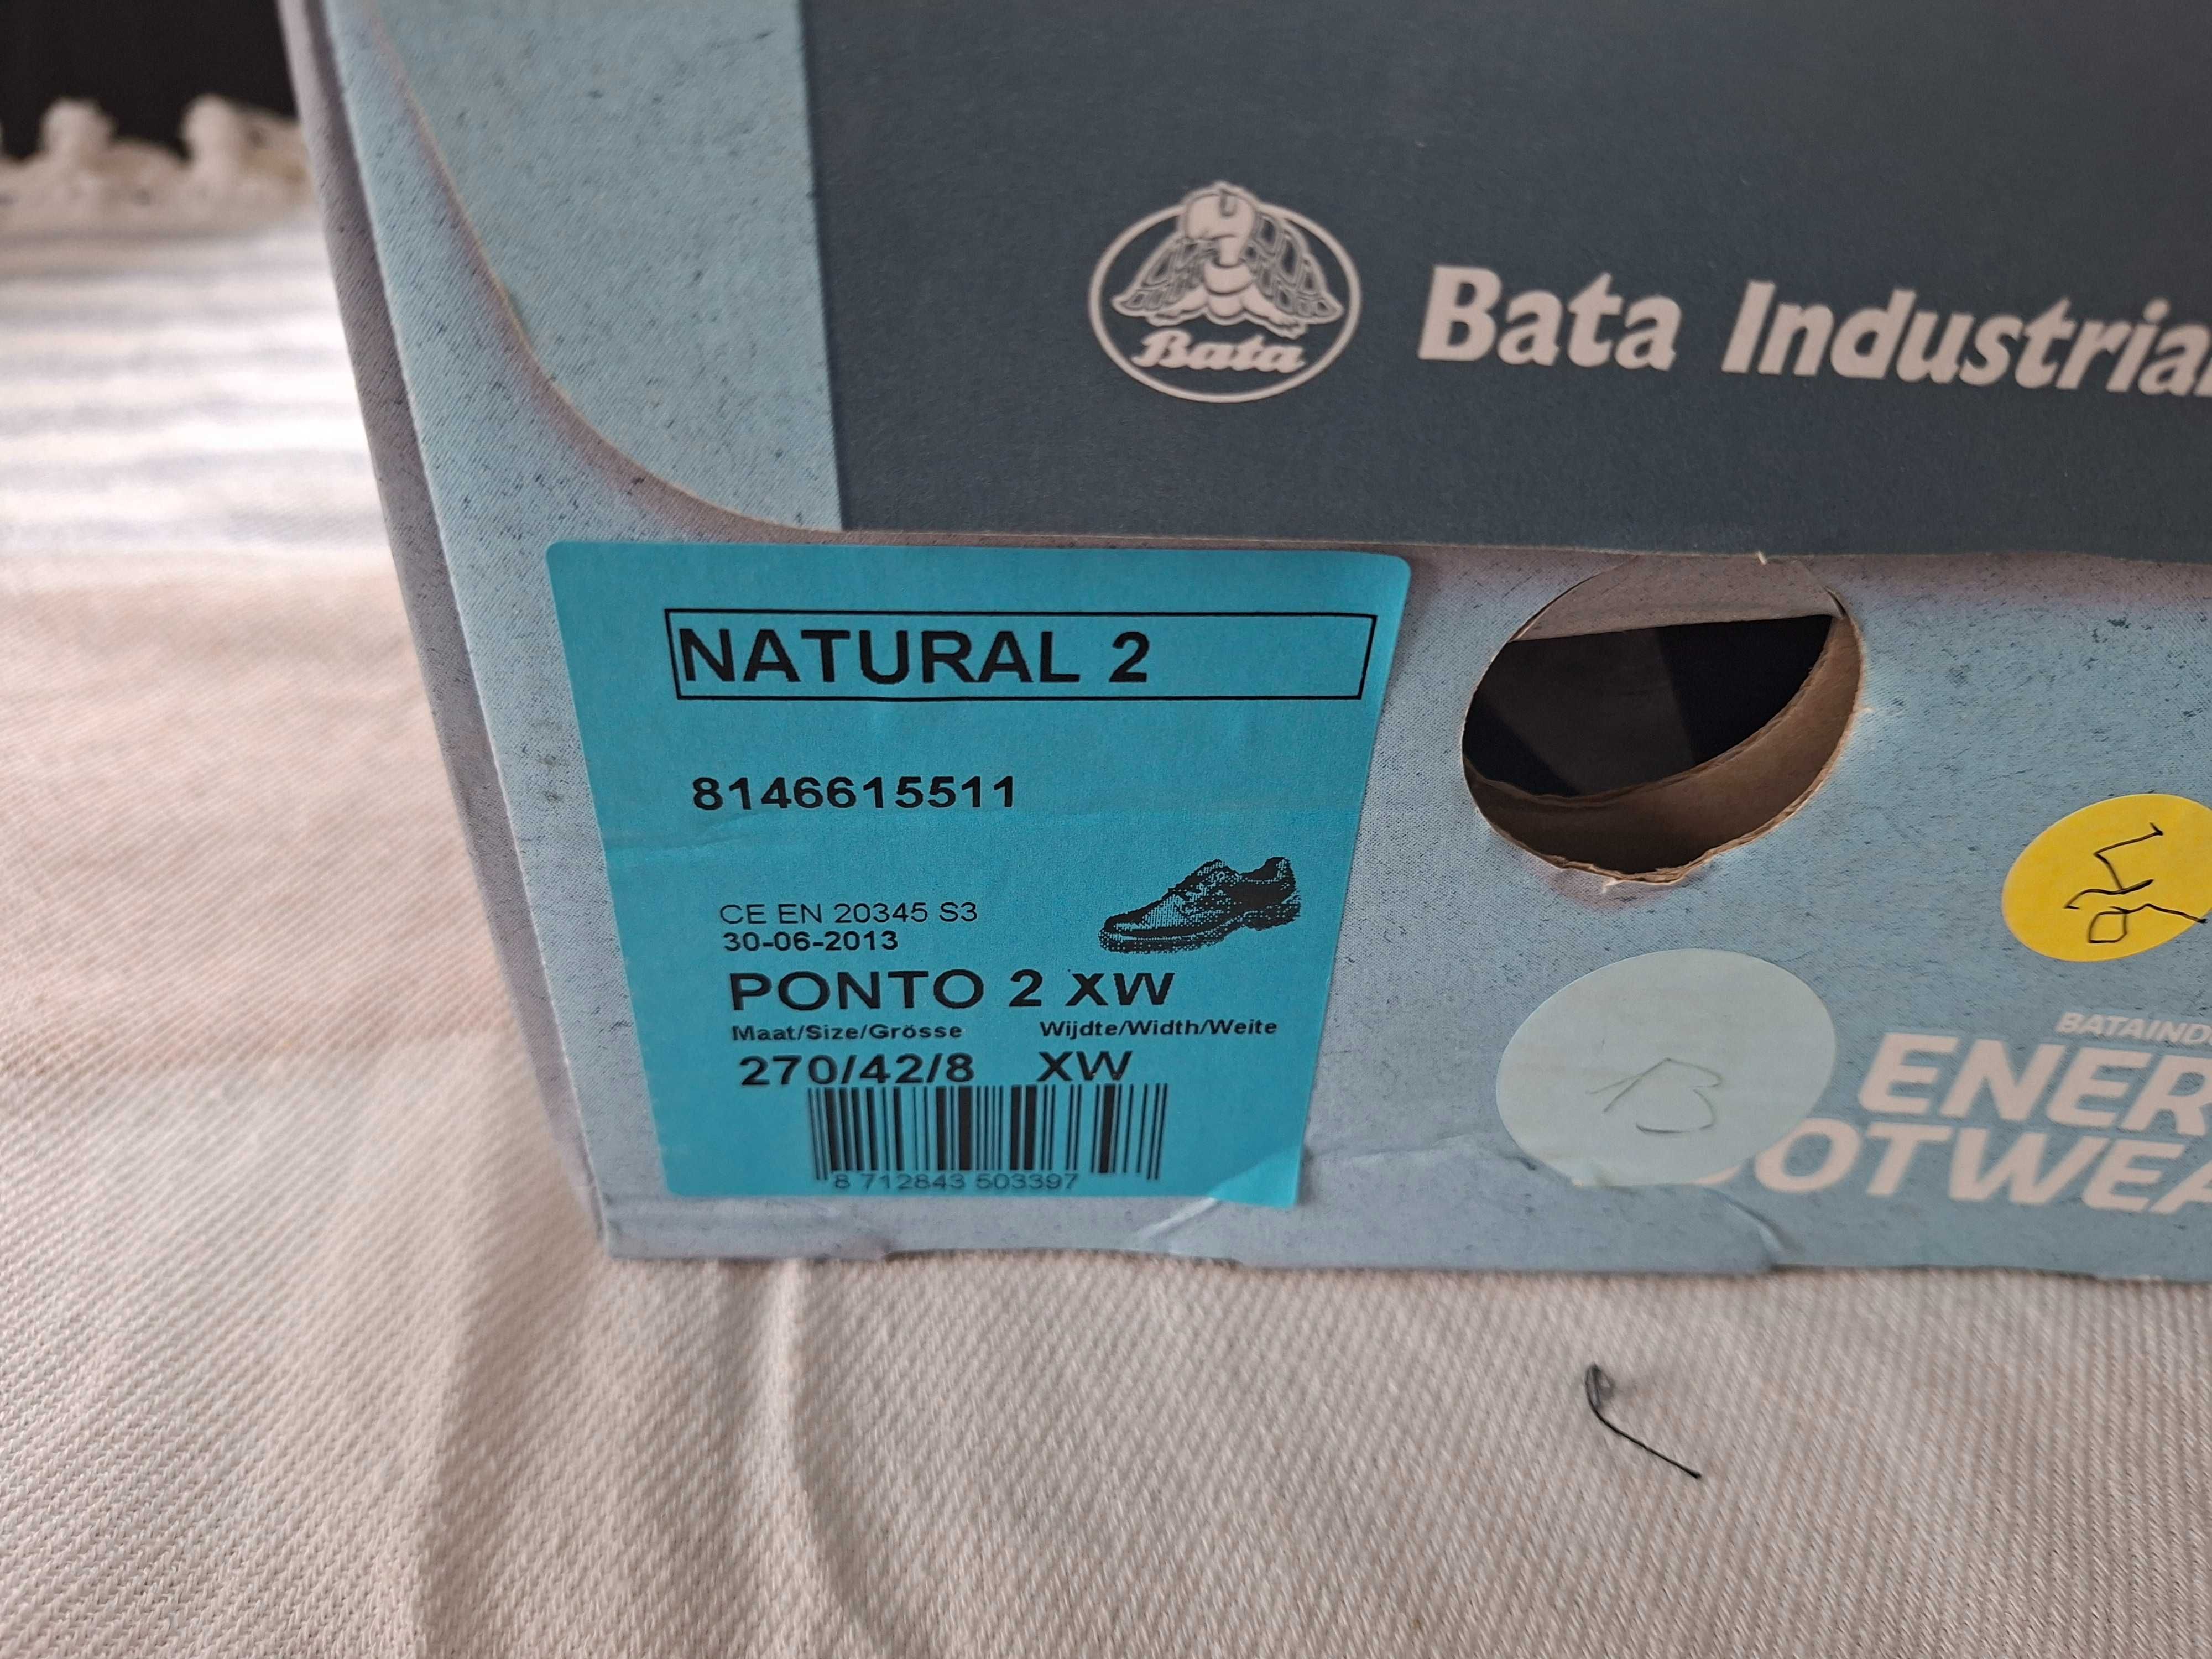 Bata
Bata Industrial
NATURAL 2
8146615511
CE EN 20345 S3
30-06-2013
PONTO 2 XW
Maat/Size/Grösse Wijdte/Width/Weite
270/42/8 XW
8 712843 503397
B
BATAIND
ENER
OTWEA